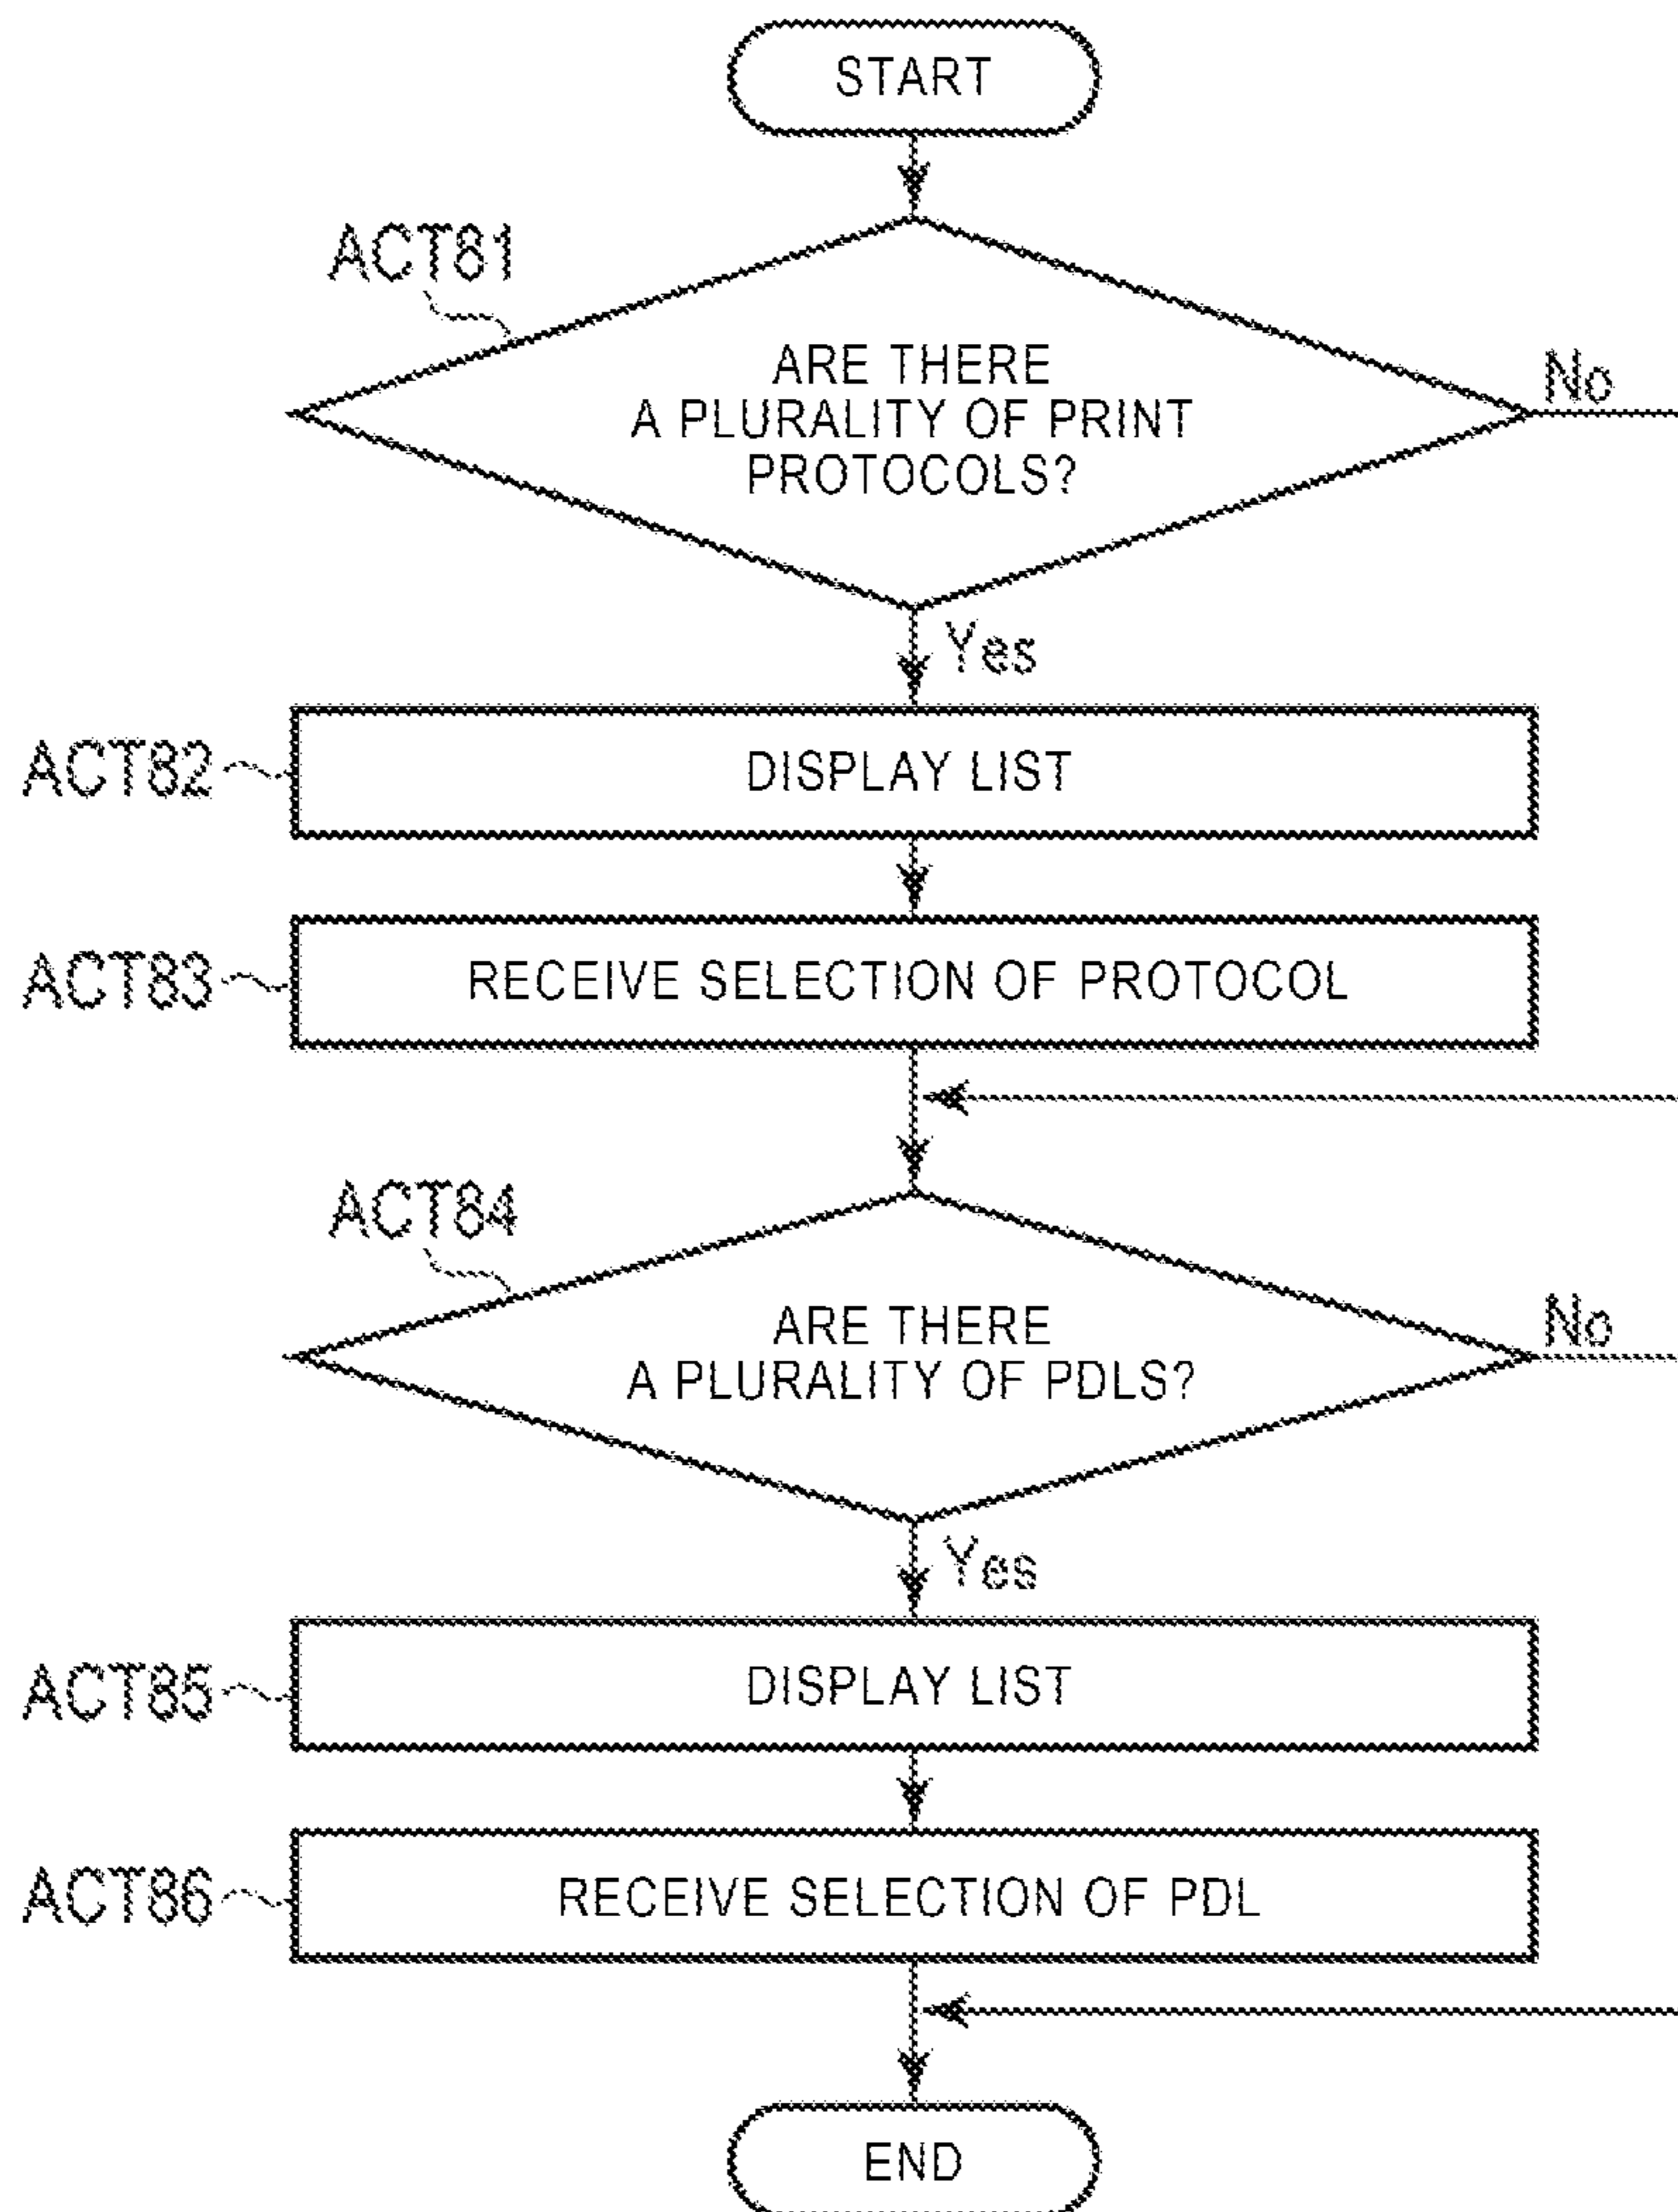 START
ACT81
ARE THERE
A PLURALITY OF PRINT
PROTOCOLS?
No
Yes
ACT82
DISPLAY LIST
ACT83
RECEIVE SELECTION OF PROTOCOL
ACT84
ARE THERE
A PLURALITY OF PDLS?
No
Yes
ACT85
DISPLAY LIST
ACT86
RECEIVE SELECTION OF PDL
END